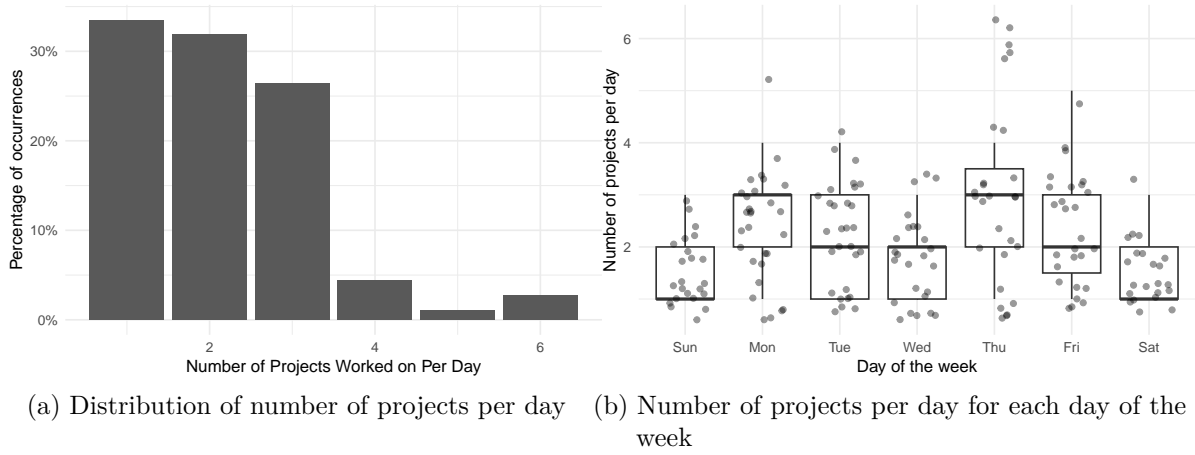 30%
20%
10%
0%
Percentage of occurrences
2
4
6
Number of Projects Worked on Per Day
(a) Distribution of number of projects per day
6
4
2
Number of projects per day
Sun Mon Tue Wed Thu Fri Sat
Day of the week
(b) Number of projects per day for each day of the
week